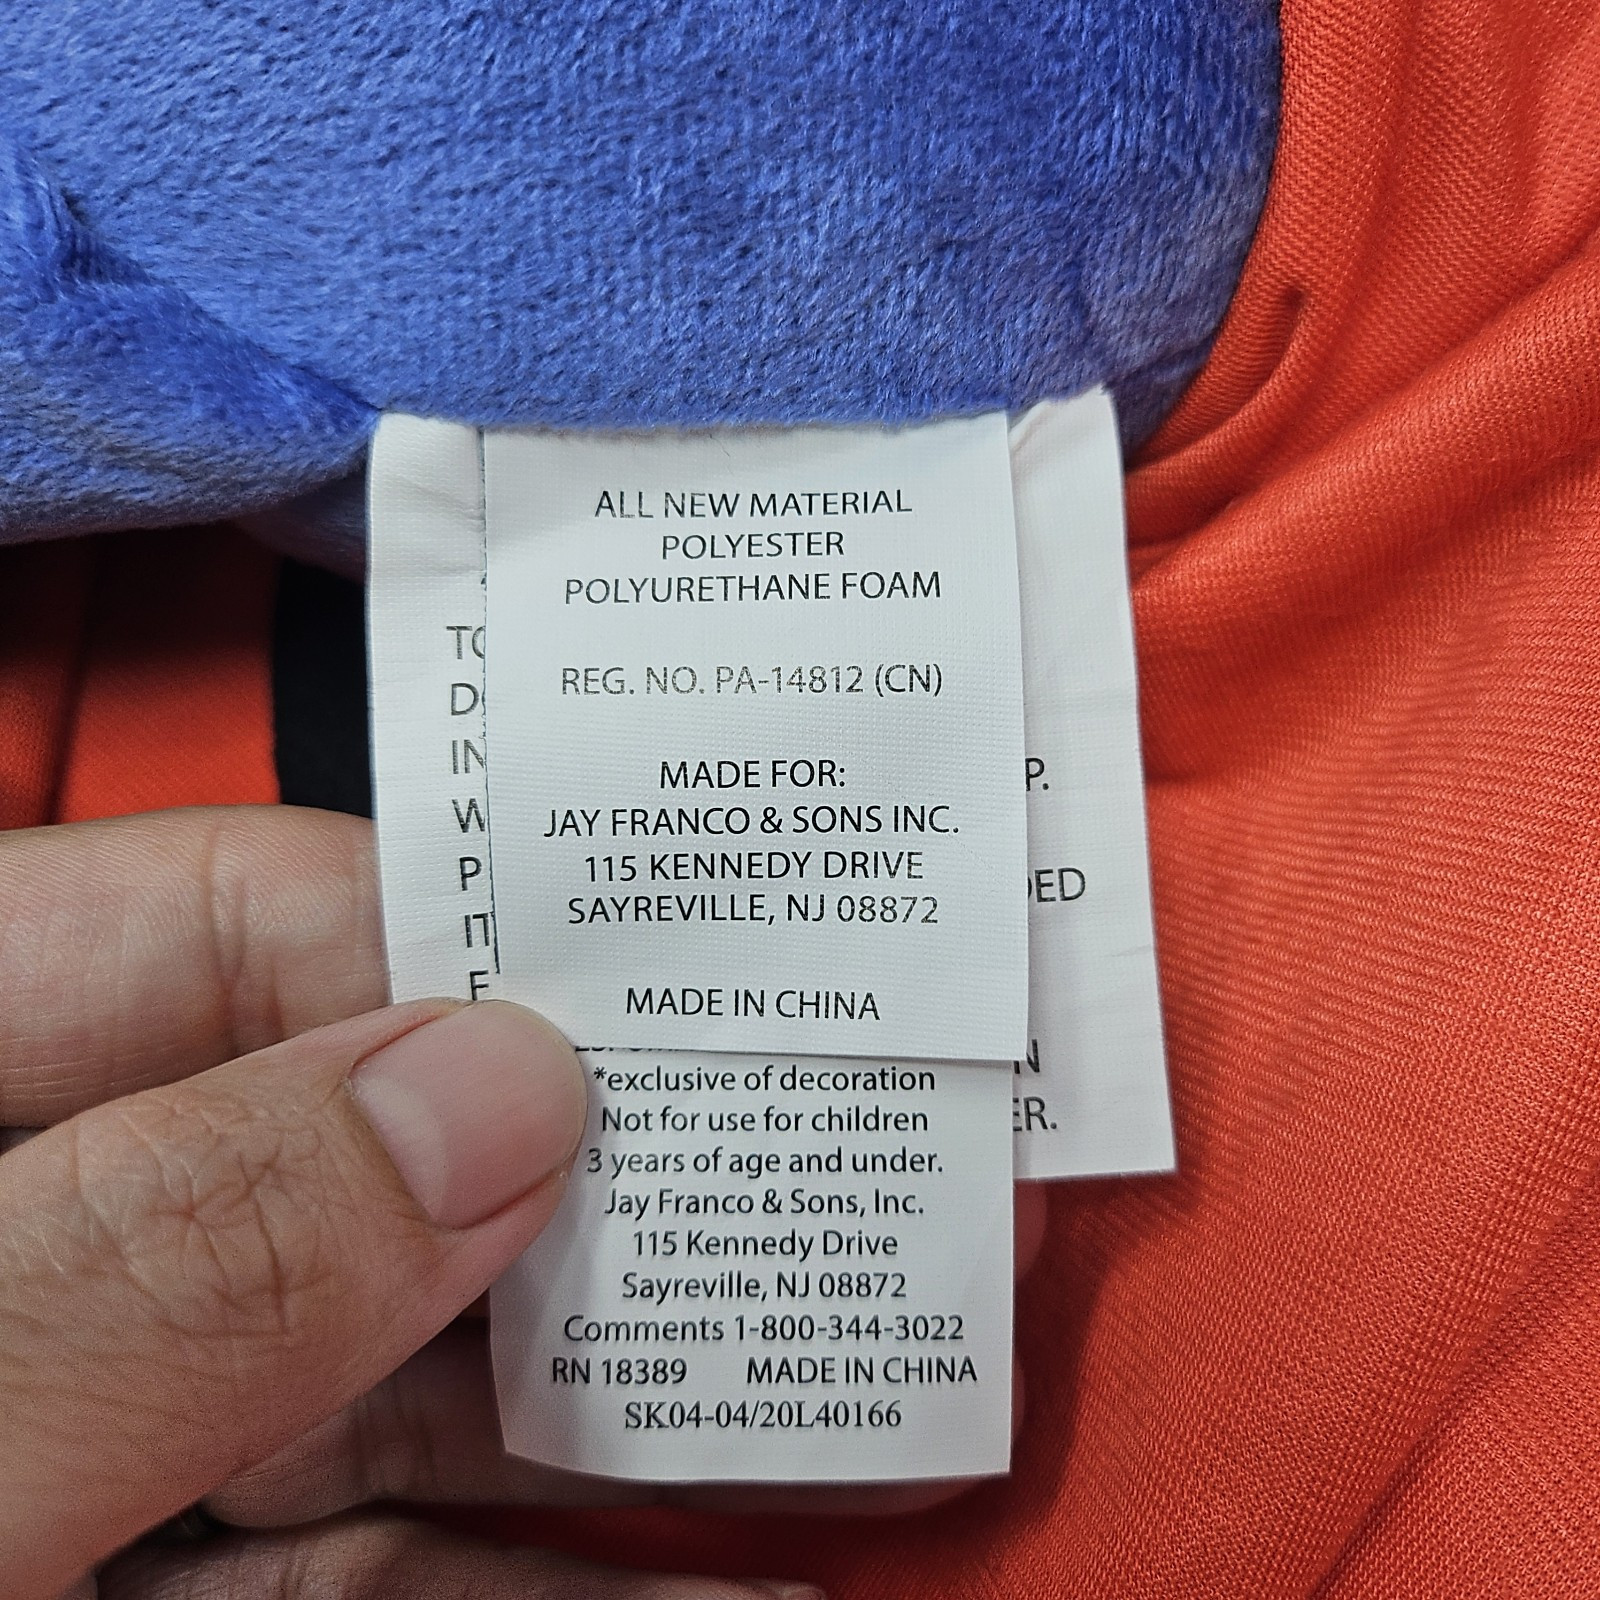 ALL NEW MATERIAL
POLYESTER
POLYURETHANE FOAM
REG. NO. PA-14812 (CN)
MADE FOR:
JAY FRANCO & SONS INC.
115 KENNEDY DRIVE
SAYREVILLE, NJ 08872
MADE IN CHINA
*exclusive of decoration
Not for use for children
3 years of age and under.
Jay Franco & Sons, Inc.
115 Kennedy Drive
Sayreville, NJ 08872
Comments 1-800-344-3022
RN 18389 MADE IN CHINA
SK04-04/20L40166